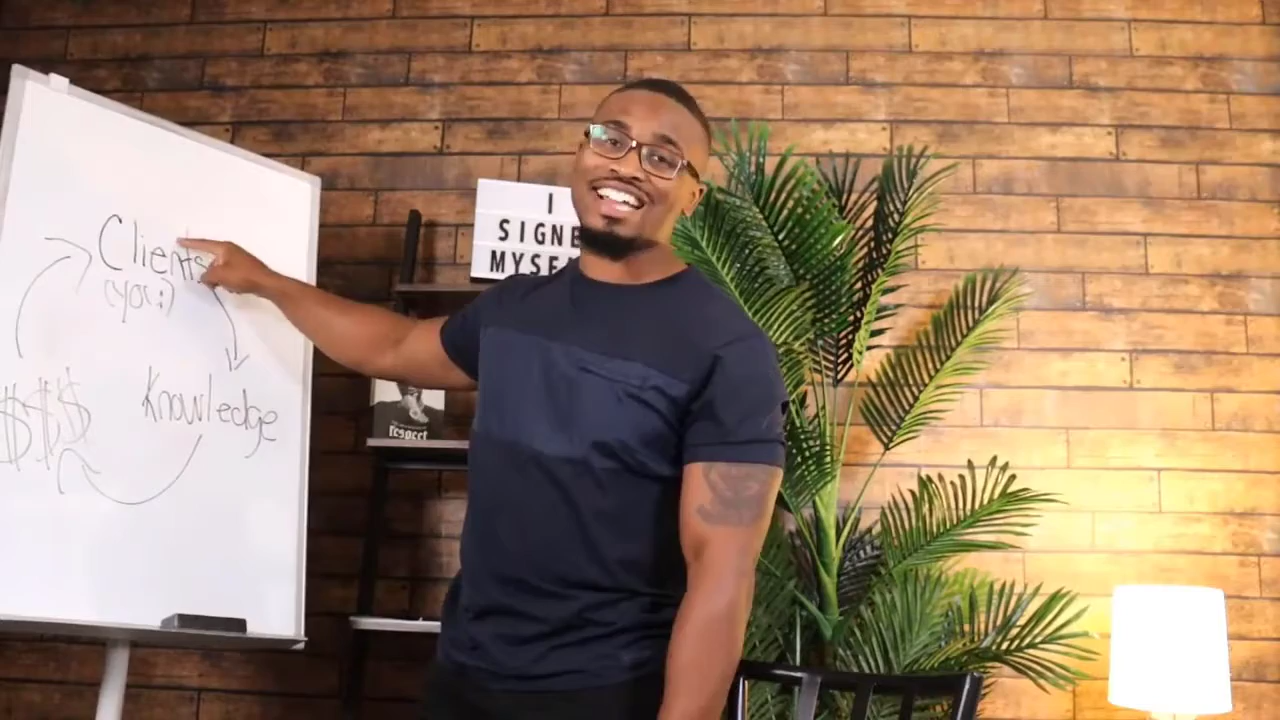 Clients
(you :)
$$$
Knowledge
I
SIGNE
MYSE
respect